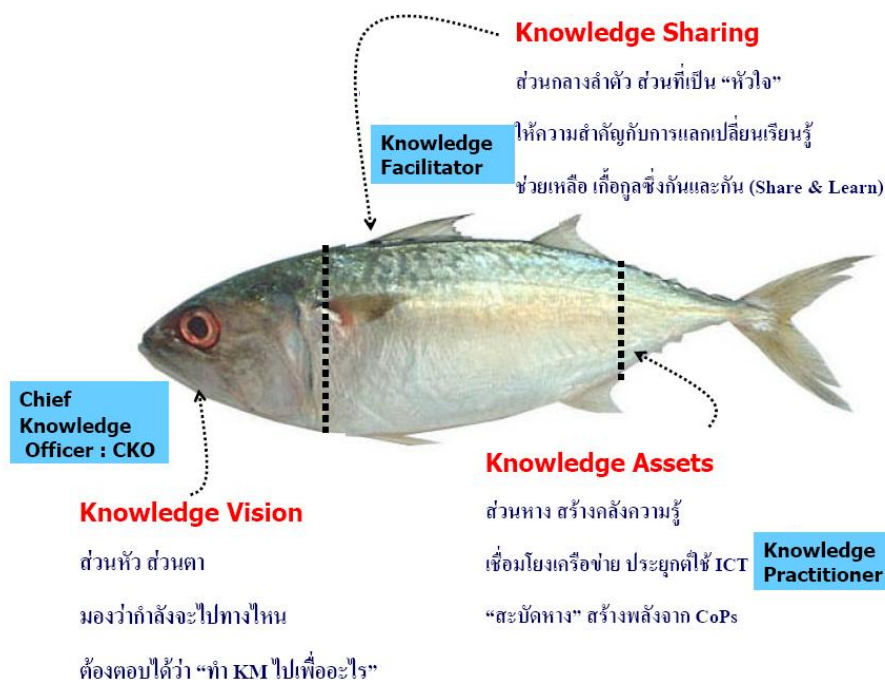 Knowledge Sharing
ส่วนกลางลำตัว ส่วนที่เป็น “หัวใจ”
ให้ความสำคัญกับการแลกเปลี่ยนเรียนรู้
ช่วยเหลือ เกื้อกูลซึ่งกันและกัน (Share & Learn)
Knowledge
Facilitator
Chief
Knowledge
Officer : CKO
Knowledge Vision
ส่วนหัว ส่วนตา
มองว่ากำลังจะไปทางไหน
ต้องตอบได้ว่า “ทำ KM ไปเพื่ออะไร”
Knowledge Assets
ส่วนหาง สร้างคลังความรู้
เชื่อมโยงเครือข่าย ประยุกต์ใช้ ICT
“สะบัดหาง” สร้างพลังจาก CoPs
Knowledge
Practitioner